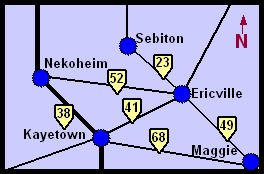 Sebiton
N
Nekoheim
23
52
Ericville
38
41
Kayetown
68
49
Maggie